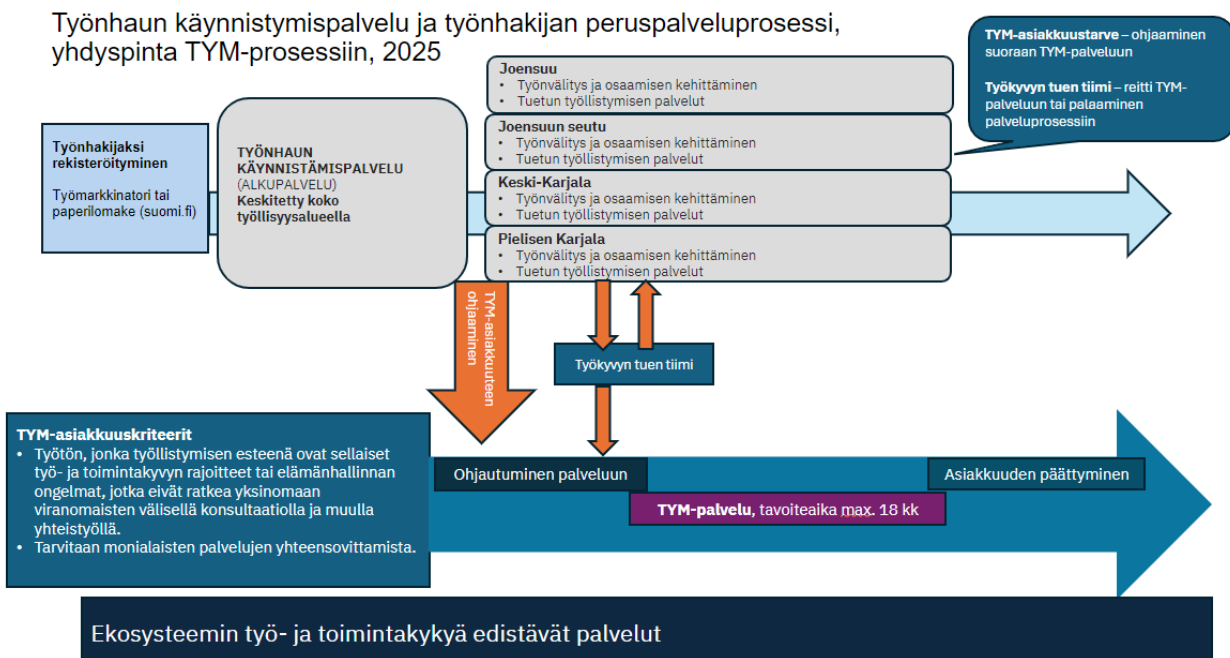 Työnhaun käynnistymispalvelu ja työnhakijan peruspalveluprosessi,
yhdyspinta TYM-prosessiin, 2025
TYM-asiakkuustarve – ohjaaminen
suoraan TYM-palveluun
Työkyvyn tuen tiimi – reitti TYM-
palveluun tai palaaminen
palveluprosessiin
Työnhakijaksi
rekisteröityminen
Työmarkkinatori tai
paperilomake (suomi.fi)
TYÖNHAUN
KÄYNNISTÄMISPALVELU
(ALKUPALVELU)
Keskitetty koko
työllisyysalueella
Joensuu
• Työnvälitys ja osaamisen kehittäminen
• Tuetun työllistymisen palvelut
Joensuun seutu
• Työnvälitys ja osaamisen kehittäminen
• Tuetun työllistymisen palvelut
Keski-Karjala
• Työnvälitys ja osaamisen kehittäminen
• Tuetun työllistymisen palvelut
Pielisen Karjala
• Työnvälitys ja osaamisen kehittäminen
• Tuetun työllistymisen palvelut
TYM-asiakkuuteen
ohjaaminen
Työkyvyn tuen tiimi
TYM-asiakkuuskriteerit
• Työtön, jonka työllistymisen esteenä ovat sellaiset
työ- ja toimintakyvyn rajoitteet tai elämänhallinnan
ongelmat, jotka eivät ratkea yksinomaan
viranomaisten välisellä konsultaatiolla ja muulla
yhteistyöllä.
• Tarvitaan monialaisten palvelujen yhteensovittamista.
Ohjautuminen palveluun
TYM-palvelu, tavoiteaika max. 18 kk
Asiakkuuden päättyminen
Ekosysteemin työ- ja toimintakykyä edistävät palvelut